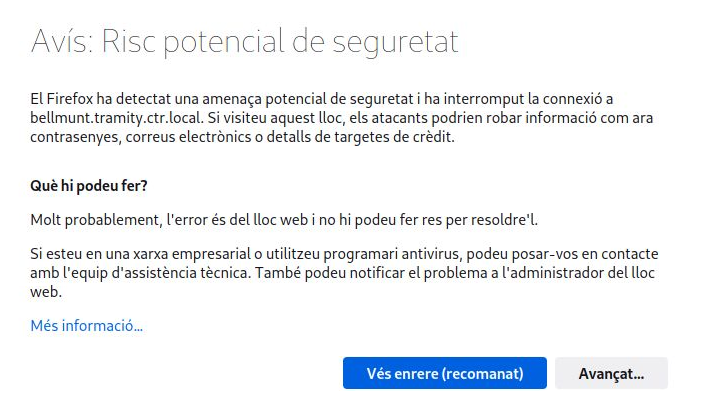 Avís: Risc potencial de seguretat
El Firefox ha detectat una amenaça potencial de seguretat i ha interromput la connexió a
bellmunt.tramity.ctr.local. Si visiteu aquest lloc, els atacants podrien robar informació com ara
contrasenyes, correus electrònics o detalls de targetes de crèdit.
Què hi podeu fer?
Molt probablement, l'error és del lloc web i no hi podeu fer res per resoldre'l.
Si esteu en una xarxa empresarial o utilitzeu programari antivirus, podeu posar-vos en contacte
amb l'equip d'assistència tècnica. També podeu notificar el problema a l'administrador del lloc
web.
Més informació...
Vés enrere (recomanat)
Avançat...